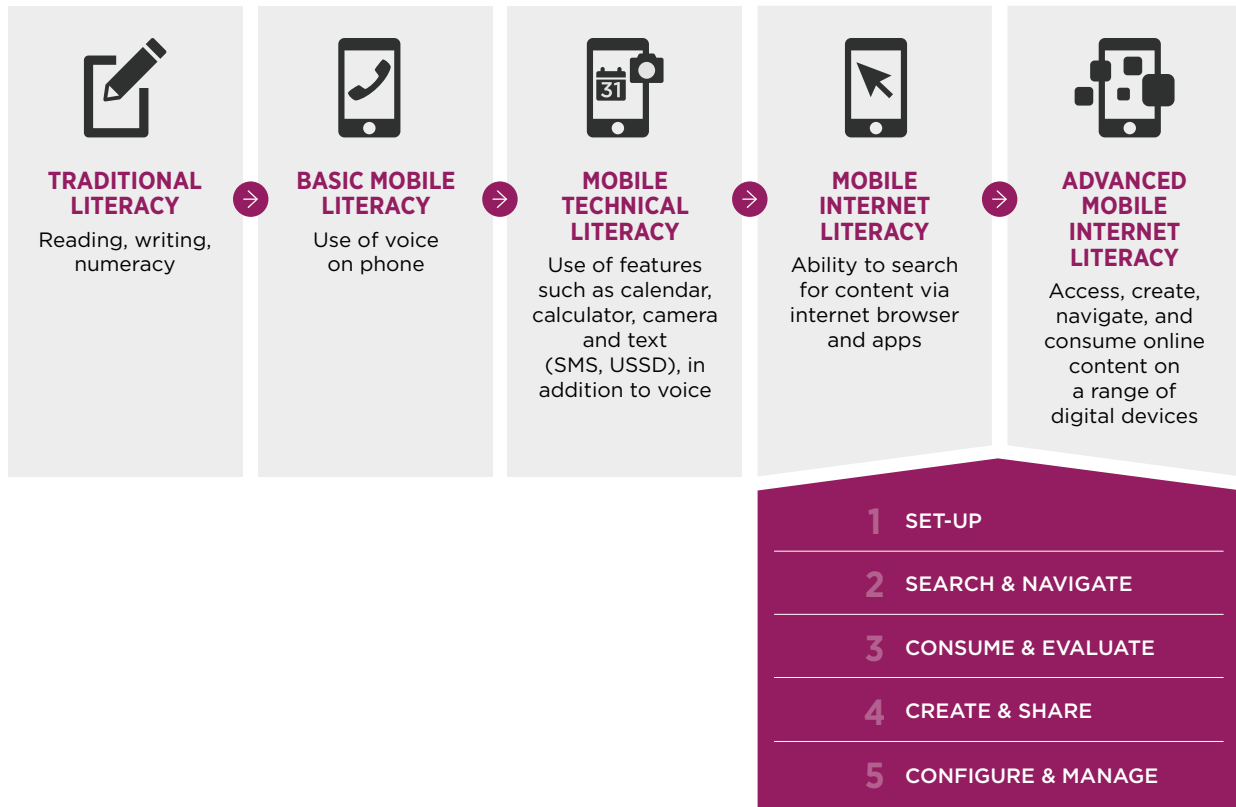 31
TRADITIONAL
LITERACY
Reading, writing,
numeracy
BASIC MOBILE
LITERACY
Use of voice
on phone
MOBILE
TECHNICAL
LITERACY
Use of features
such as calendar,
calculator, camera
and text
(SMS, USSD), in
addition to voice
MOBILE
INTERNET
LITERACY
Ability to search
for content via
internet browser
and apps
ADVANCED
MOBILE
INTERNET
LITERACY
Access, create,
navigate, and
consume online
content on
a range of
digital devices
1 SET-UP
2 SEARCH & NAVIGATE
3 CONSUME & EVALUATE
4 CREATE & SHARE
5 CONFIGURE & MANAGE